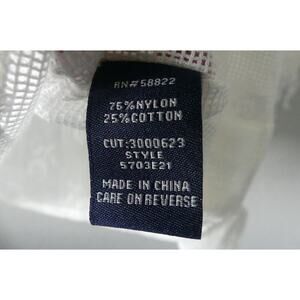 RN#58822
75%NYLON
25%COTTON
CUT:3000623
STYLE
5703E21
MADE IN CHINA
CARE ON REVERSE